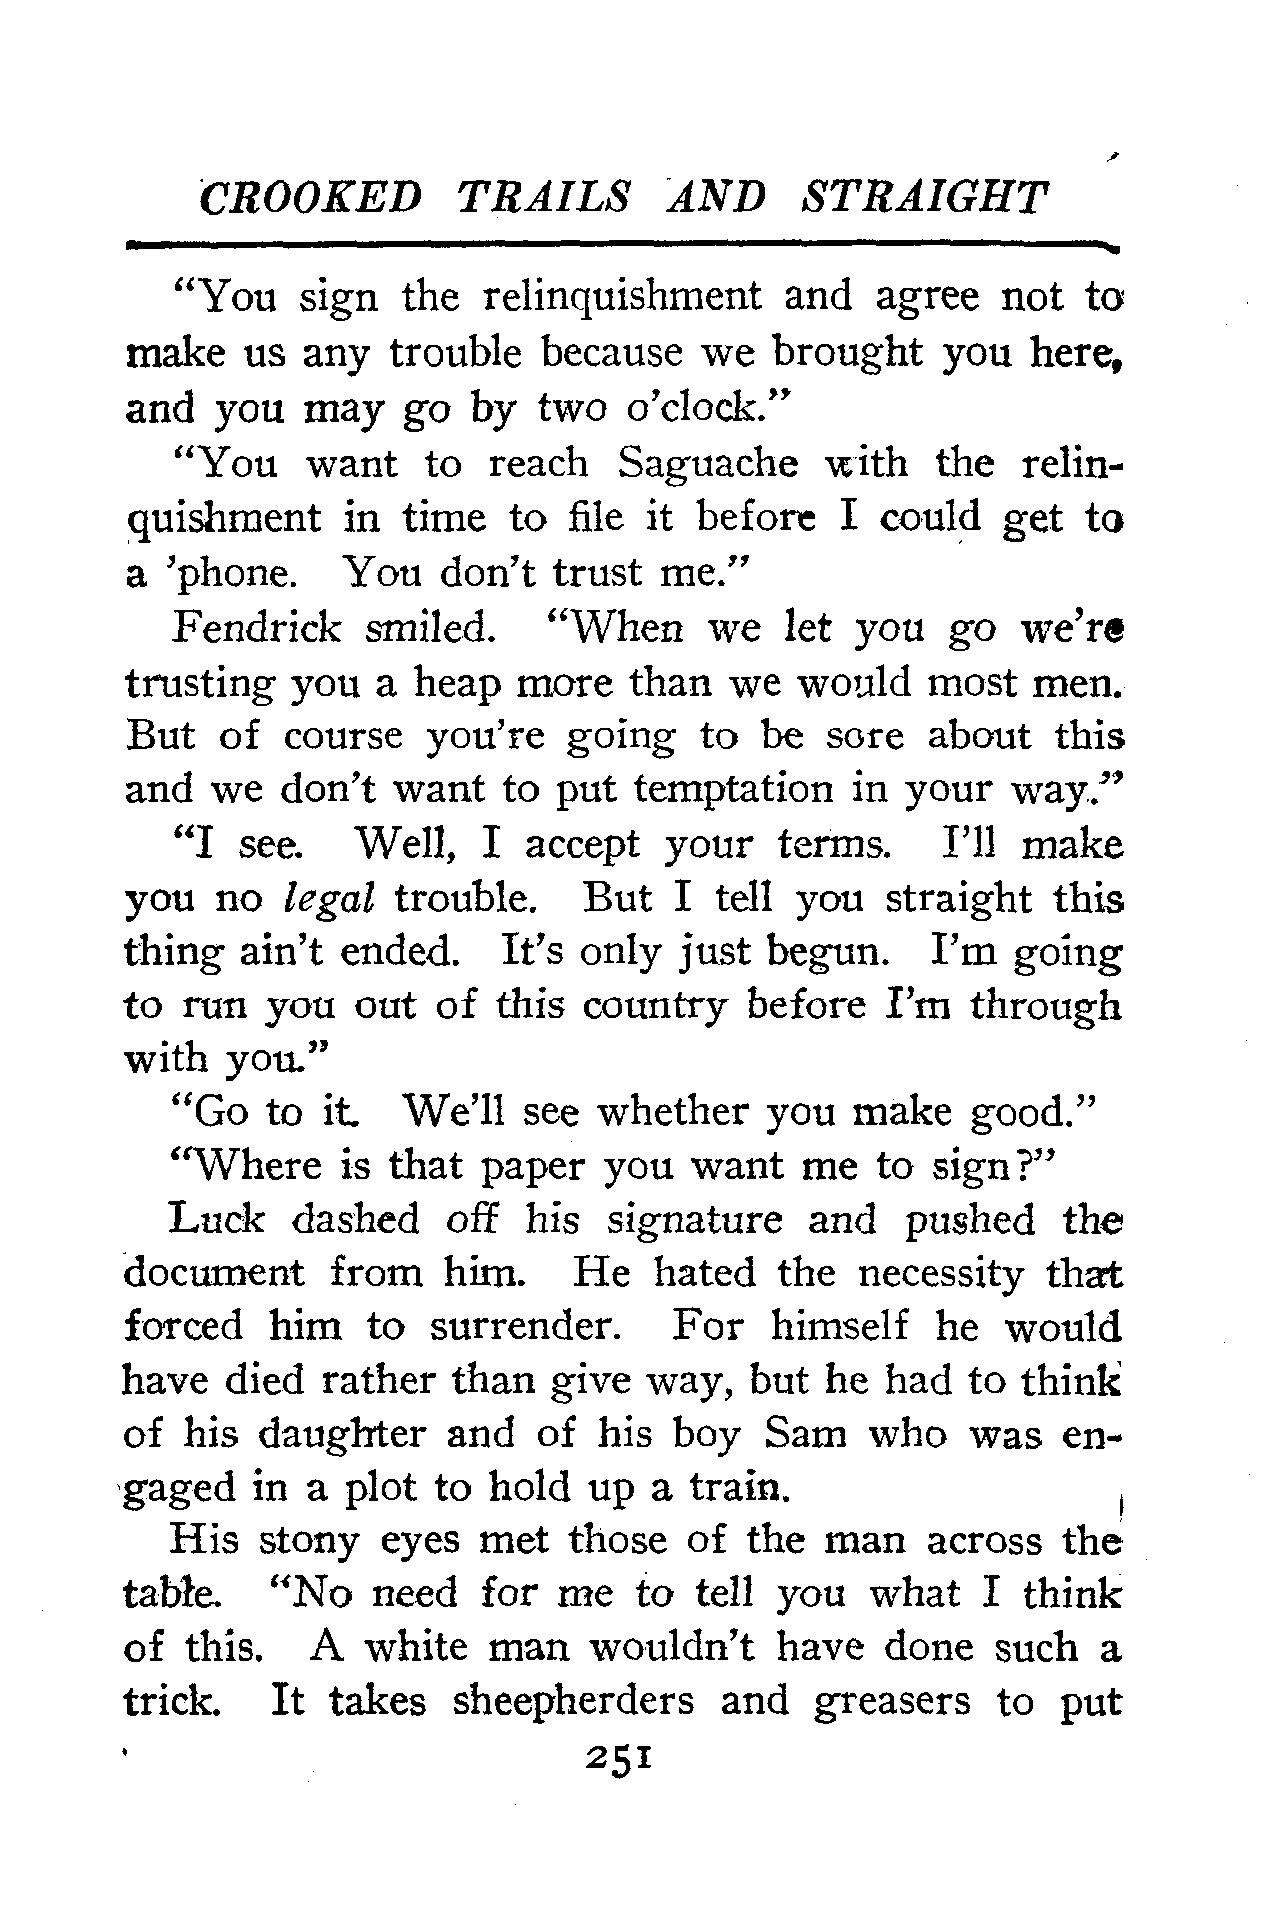 CROOKED TRAILS AND STRAIGHT
“You sign the relinquishment and agree not to
make us any trouble because we brought you here,
and you may go by two o’clock.”
“You want to reach Saguache with the relin-
quishment in time to file it before I could get to
a ’phone. You don’t trust me.”
Fendrick smiled. “When we let you go we’re
trusting you a heap more than we would most men.
But of course you’re going to be sore about this
and we don’t want to put temptation in your way.”
“I see. Well, I accept your terms. I’ll make
you no legal trouble. But I tell you straight this
thing ain’t ended. It’s only just begun. I’m going
to run you out of this country before I’m through
with you.”
“Go to it. We’ll see whether you make good.”
“Where is that paper you want me to sign?”
Luck dashed off his signature and pushed the
document from him. He hated the necessity that
forced him to surrender. For himself he would
have died rather than give way, but he had to think
of his daughter and of his boy Sam who was en-
gaged in a plot to hold up a train.
His stony eyes met those of the man across the
table. “No need for me to tell you what I think
of this. A white man wouldn’t have done such a
trick. It takes sheepherders and greasers to put
251